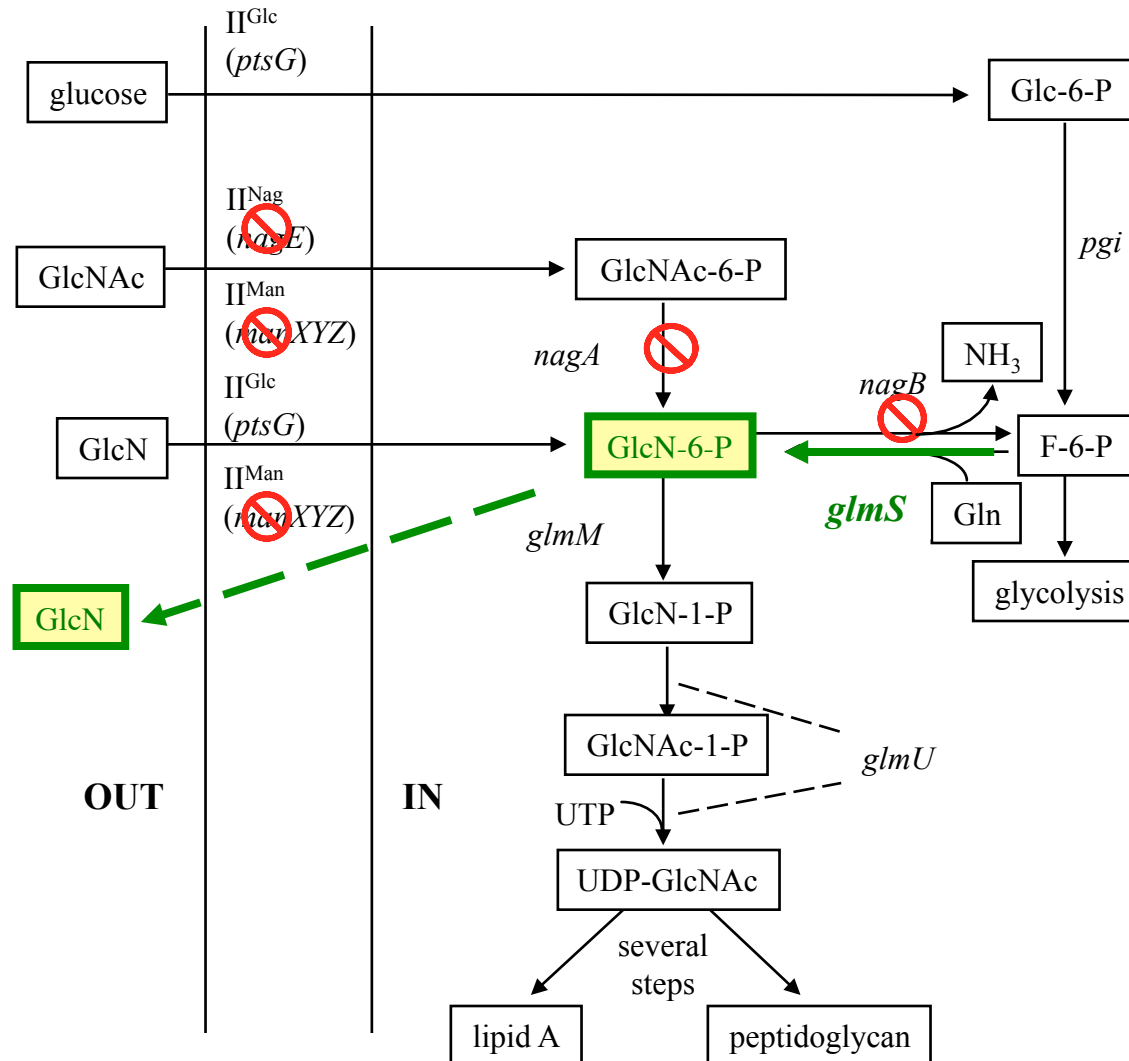 II^Glc
(ptsG)
glucose
Glc-6-P
II^Nag
(nagE)
GlcNAc
GlcNAc-6-P
pgi
II^Man
(manXYZ)
nagA
NH₃
II^Glc
(ptsG)
nagB
GlcN
GlcN-6-P
F-6-P
II^Man
(manXYZ)
glmS
Gln
glmM
GlcN
GlcN-1-P
glycolysis
GlcNAc-1-P
glmU
OUT
IN
UTP
UDP-GlcNAc
several
steps
lipid A
peptidoglycan